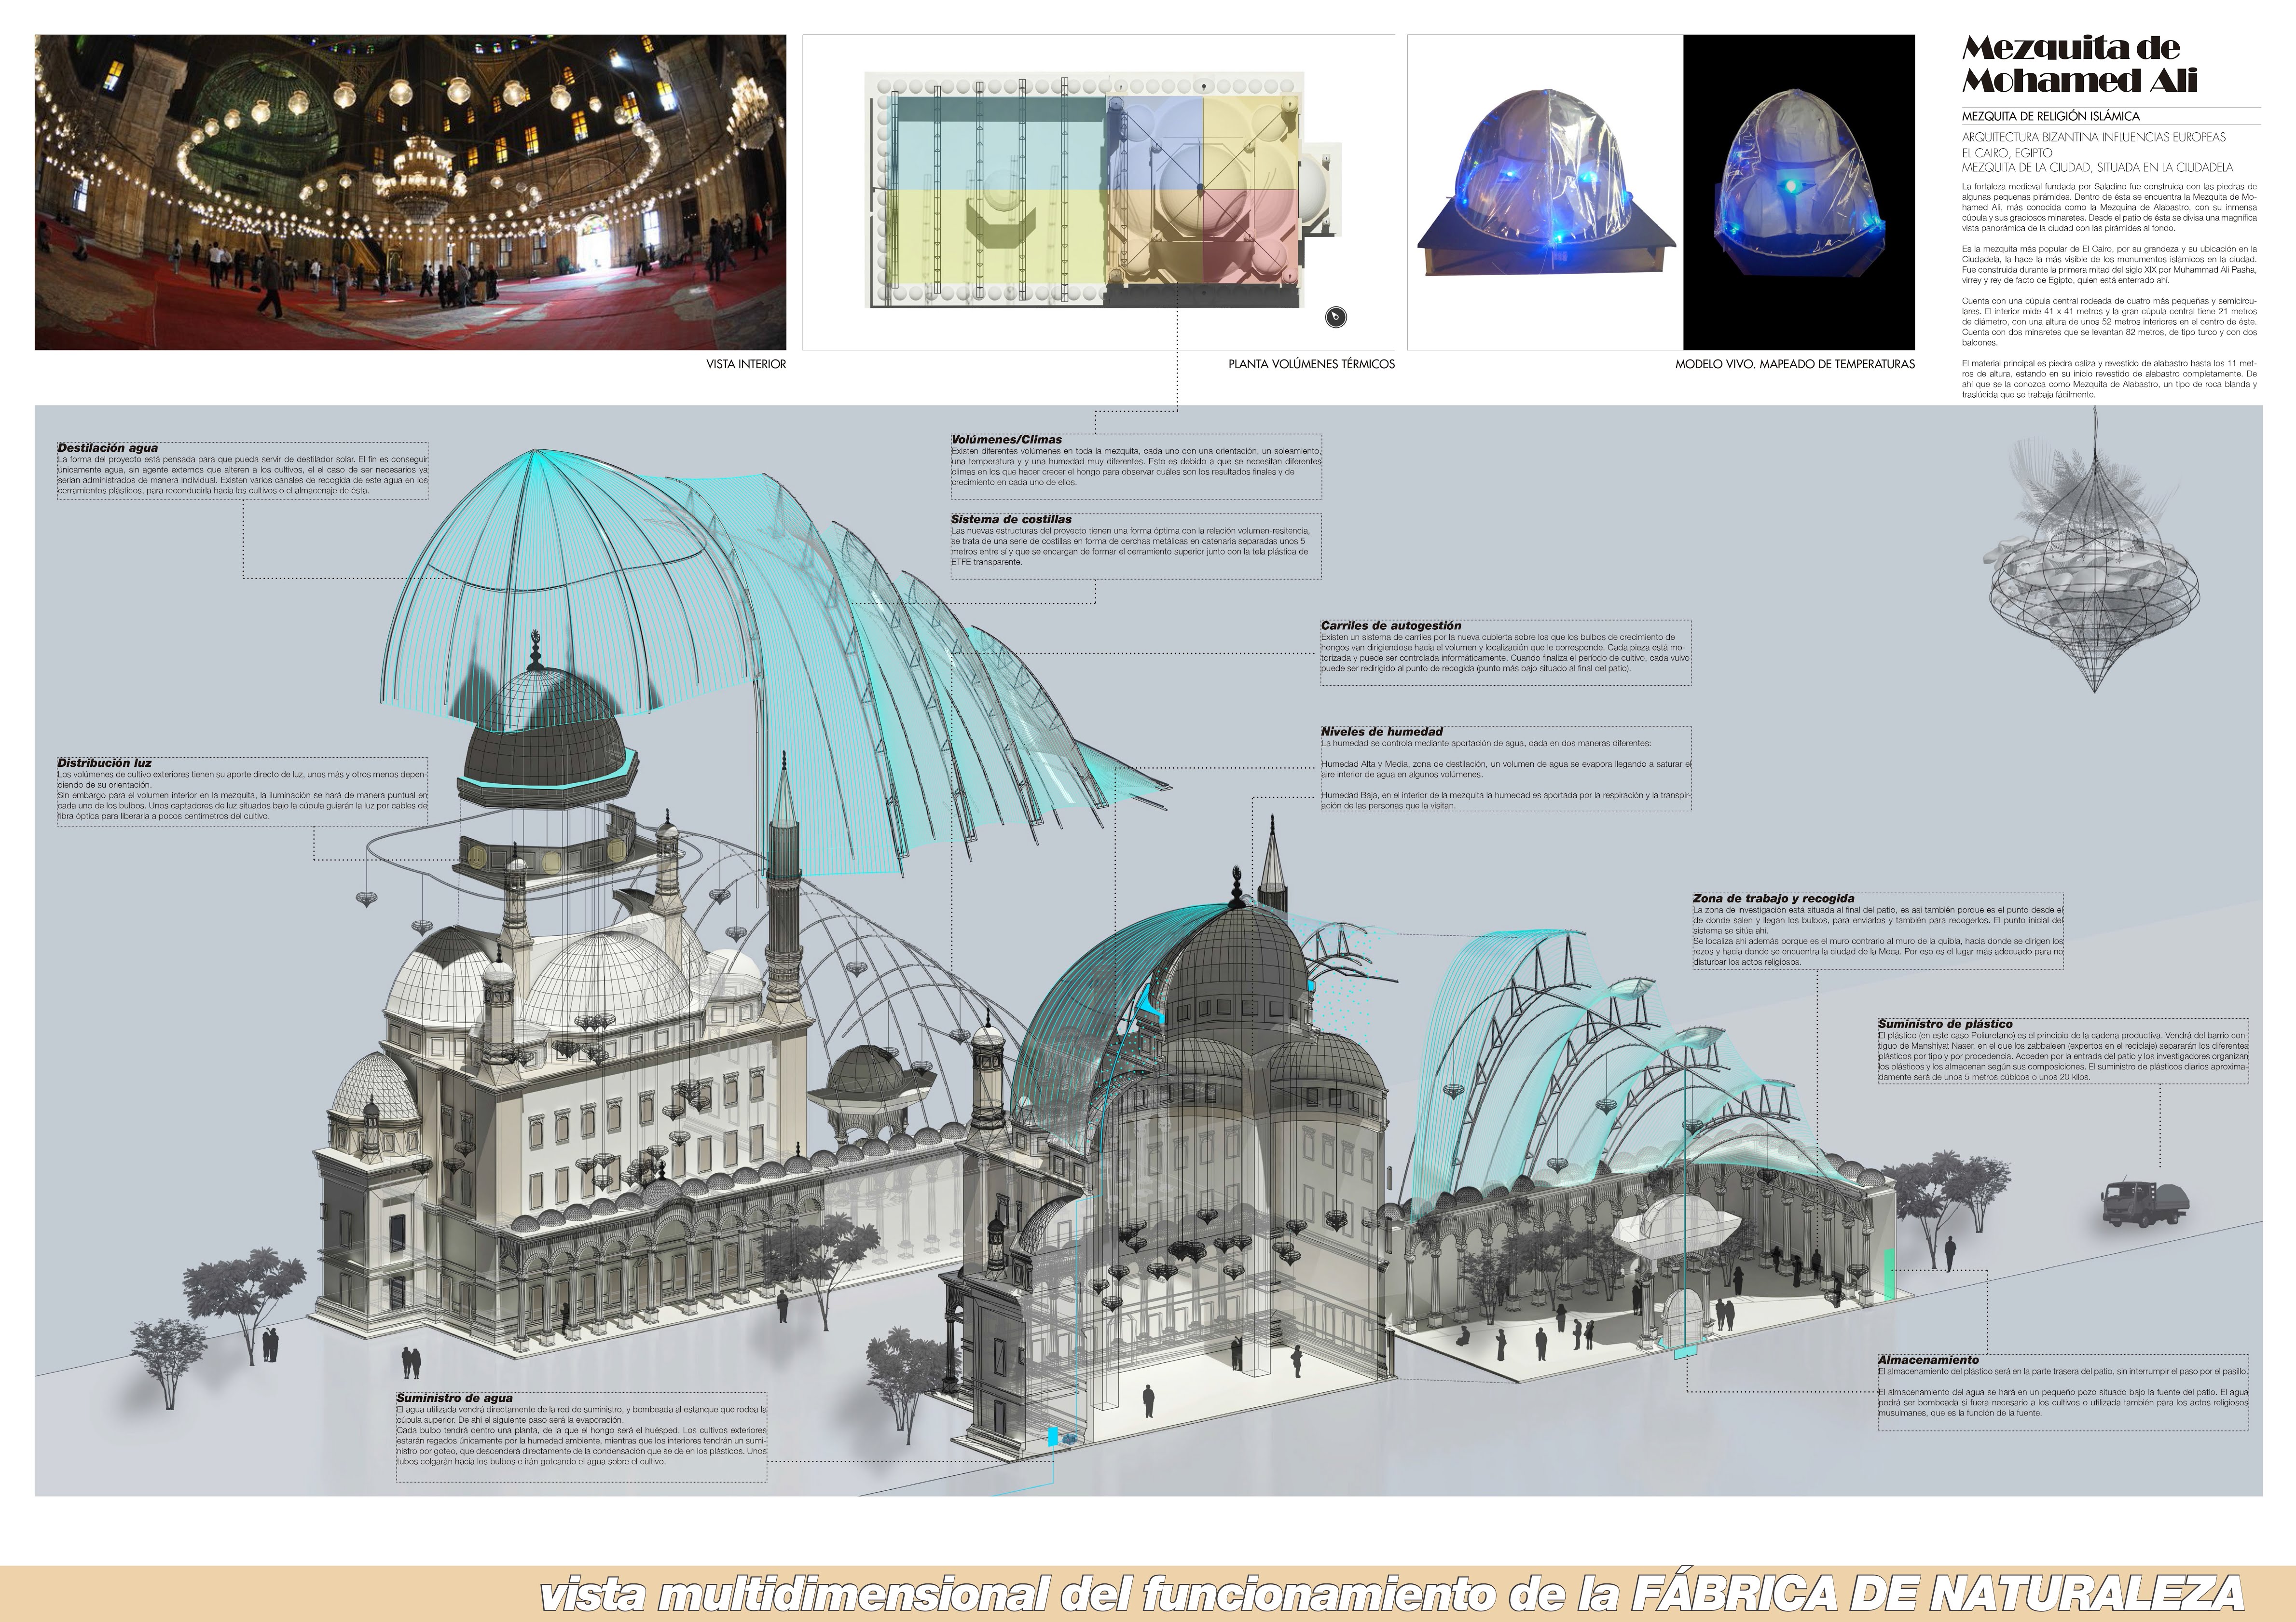 Mezquita de
Mohamed Ali
MEZQUITA DE RELIGIÓN ISLÁMICA
ARQUITECTURA BIZANTINA INFLUENCIAS EUROPEAS
EL CAIRO, EGIPTO
MEZQUITA DE LA CIUDAD, SITUADA EN LA CIUDADELA
La fortaleza medieval fundada por Saladino fue construida con las piedras de
algunas pequenas pirámides. Dentro de ésta se encuentra la Mezquita de Mo-
hamed Ali, más conocida como la Mezquina de Alabastro, con su inmensa
cúpula y sus graciosos minaretes. Desde el patio de ésta se divisa una magnífica
vista panorámica de la ciudad con las pirámides al fondo.
Es la mezquita más popular de El Cairo, por su grandeza y su ubicación en la
Ciudadela, la hace la más visible de los monumentos islámicos en la ciudad.
Fue construida durante la primera mitad del siglo XIX por Muhammad Ali Pasha,
virrey y rey de facto de Egipto, quien está enterrado ahí.
Cuenta con una cúpula central rodeada de cuatro más pequeñas y semicircu-
lares. El interior mide 41 x 41 metros y la gran cúpula central tiene 21 metros
de diámetro, con una altura de unos 52 metros interiores en el centro de éste.
Cuenta con dos minaretes que se levantan 82 metros, de tipo turco y con dos
balcones.
El material principal es piedra caliza y revestido de alabastro hasta los 11 met-
ros de altura, estando en su inicio revestido de alabastro completamente. De
ahí que se la conozca como Mezquita de Alabastro, un tipo de roca blanda y
traslúcida que se trabaja fácilmente.
VISTA INTERIOR
PLANTA VOLÚMENES TÉRMICOS
MODELO VIVO. MAPEADO DE TEMPERATURAS
Destilación agua
La forma del proyecto está pensada para que pueda servir de destilador solar. El fin es conseguir
únicamente agua, sin agente externos que alteren a los cultivos, el el caso de ser necesarios ya
serían administrados de manera individual. Existen varios canales de recogida de este agua en los
cerramientos plásticos, para reconducirla hacia los cultivos o el almacenaje de ésta.
Volúmenes/Climas
Existen diferentes volúmenes en toda la mezquita, cada uno con una orientación, un soleamiento,
una temperatura y y una humedad muy diferentes. Esto es debido a que se necesitan diferentes
climas en los que hacer crecer el hongo para observar cuáles son los resultados finales y de
crecimiento en cada uno de ellos.
Sistema de costillas
Las nuevas estructuras del proyecto tienen una forma óptima con la relación volumen-resitencia,
se trata de una serie de costillas en forma de cerchas metálicas en catenaria separadas unos 5
metros entre sí y que se encargan de formar el cerramiento superior junto con la tela plástica de
ETFE transparente.
Carriles de autogestión
Existen un sistema de carriles por la nueva cubierta sobre los que los bulbos de crecimiento de
hongos van dirigiendose hacia el volumen y localización que le corresponde. Cada pieza está mo-
torizada y puede ser controlada informáticamente. Cuando finaliza el período de cultivo, cada vulvo
puede ser redirigido al punto de recogida (punto más bajo situado al final del patio).
Niveles de humedad
La humedad se controla mediante aportación de agua, dada en dos maneras diferentes:
Humedad Alta y Media, zona de destilación, un volumen de agua se evapora llegando a saturar el
aire interior de agua en algunos volúmenes.
Humedad Baja, en el interior de la mezquita la humedad es aportada por la respiración y la transpir-
ación de las personas que la visitan.
Distribución luz
Los volúmenes de cultivo exteriores tienen su aporte directo de luz, unos más y otros menos depen-
diendo de su orientación.
Sin embargo para el volumen interior en la mezquita, la iluminación se hará de manera puntual en
cada uno de los bulbos. Unos captadores de luz situados bajo la cúpula guiarán la luz por cables de
fibra óptica para liberarla a pocos centímetros del cultivo.
Zona de trabajo y recogida
La zona de investigación está situada al final del patio, es así también porque es el punto desde el
de donde salen y llegan los bulbos, para enviarlos y también para recogerlos. El punto inicial del
sistema se sitúa ahí.
Se localiza ahí además porque es el muro contrario al muro de la quibla, hacia donde se dirigen los
rezos y hacia donde se encuentra la ciudad de la Meca. Por eso es el lugar más adecuado para no
disturbar los actos religiosos.
Suministro de plástico
El plástico (en este caso Poliuretano) es el principio de la cadena productiva. Vendrá del barrio con-
tiguo de Manshiyat Naser, en el que los zabbaleen (expertos en el reciclaje) separarán los diferentes
plásticos por tipo y por procedencia. Acceden por la entrada del patio y los investigadores organizan
los plásticos y los almacenan según sus composiciones. El suministro de plásticos diarios aproxima-
damente será de unos 5 metros cúbicos o unos 20 kilos.
Almacenamiento
El almacenamiento del plástico será en la parte trasera del patio, sin interrumpir el paso por el pasillo.
El almacenamiento del agua se hará en un pequeño pozo situado bajo la fuente del patio. El agua
podrá ser bombeada si fuera necesario a los cultivos o utilizada también para los actos religiosos
musulmanes, que es la función de la fuente.
Suministro de agua
El agua utilizada vendrá directamente de la red de suministro, y bombeada al estanque que rodea la
cúpula superior. De ahí el siguiente paso será la evaporación.
Cada bulbo tendrá dentro una planta, de la que el hongo será el huésped. Los cultivos exteriores
estarán regados únicamente por la humedad ambiente, mientras que los interiores tendrán un sumi-
nistro por goteo, que descenderá directamente de la condensación que se de en los plásticos. Unos
tubos colgarán hacia los bulbos e irán goteando el agua sobre el cultivo.
vista multidimensional del funcionamiento de la FÁBRICA DE NATURALEZA